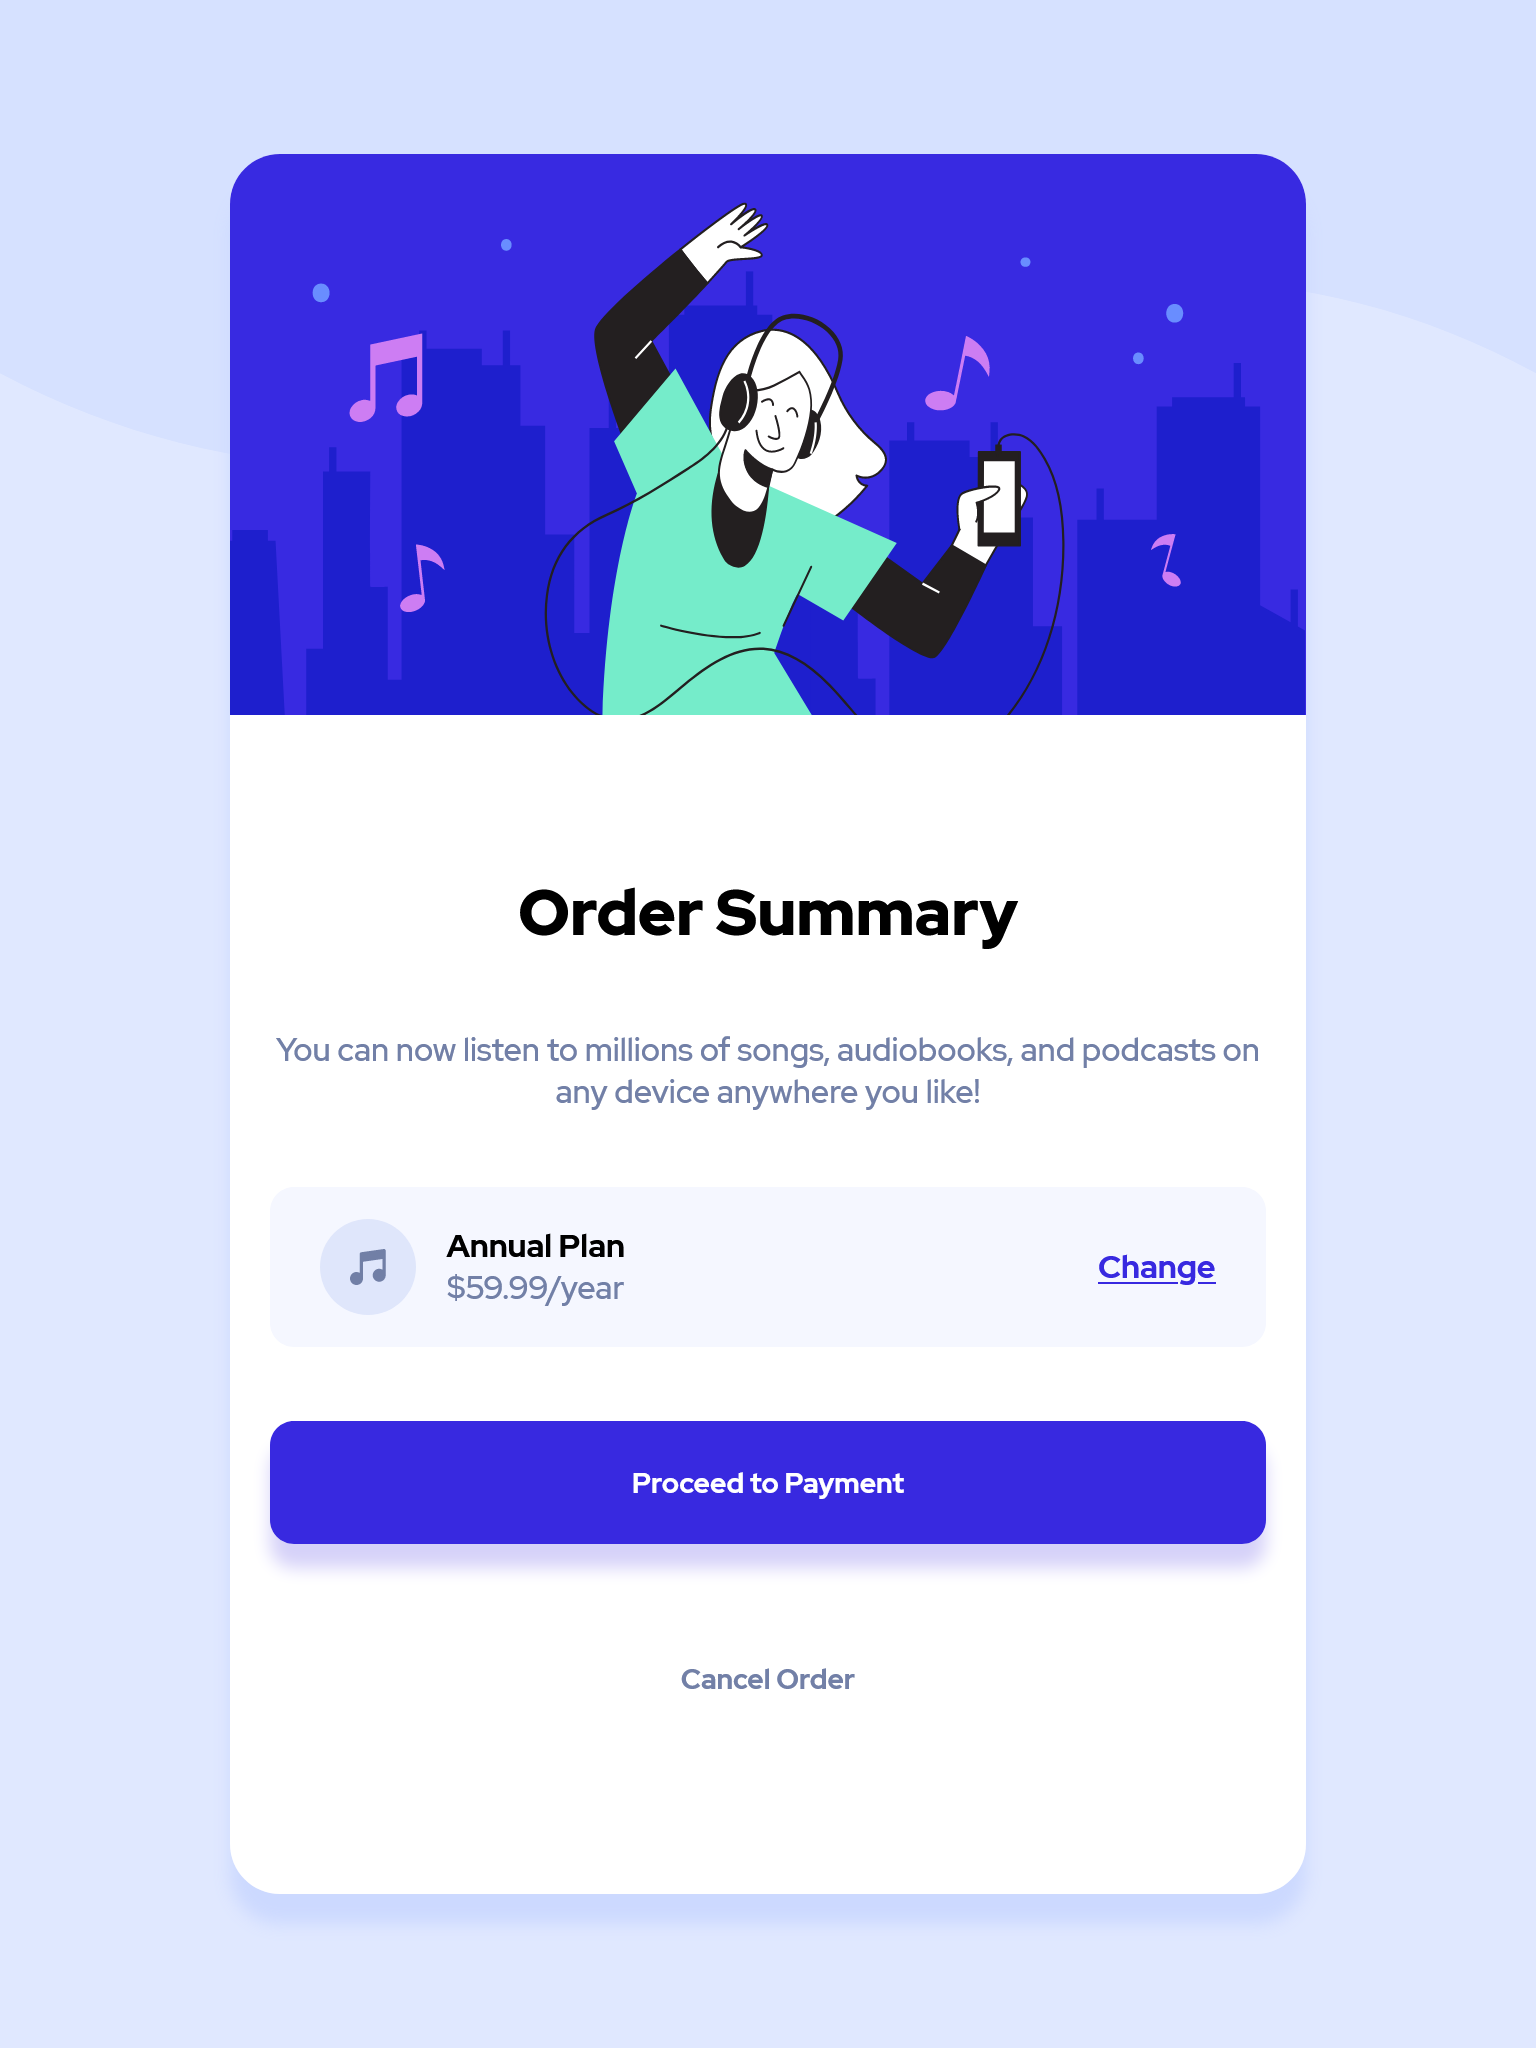 Order Summary
You can now listen to millions of songs, audiobooks, and podcasts on
any device anywhere you like!
Annual Plan
$59.99/year
Change
Proceed to Payment
Cancel Order